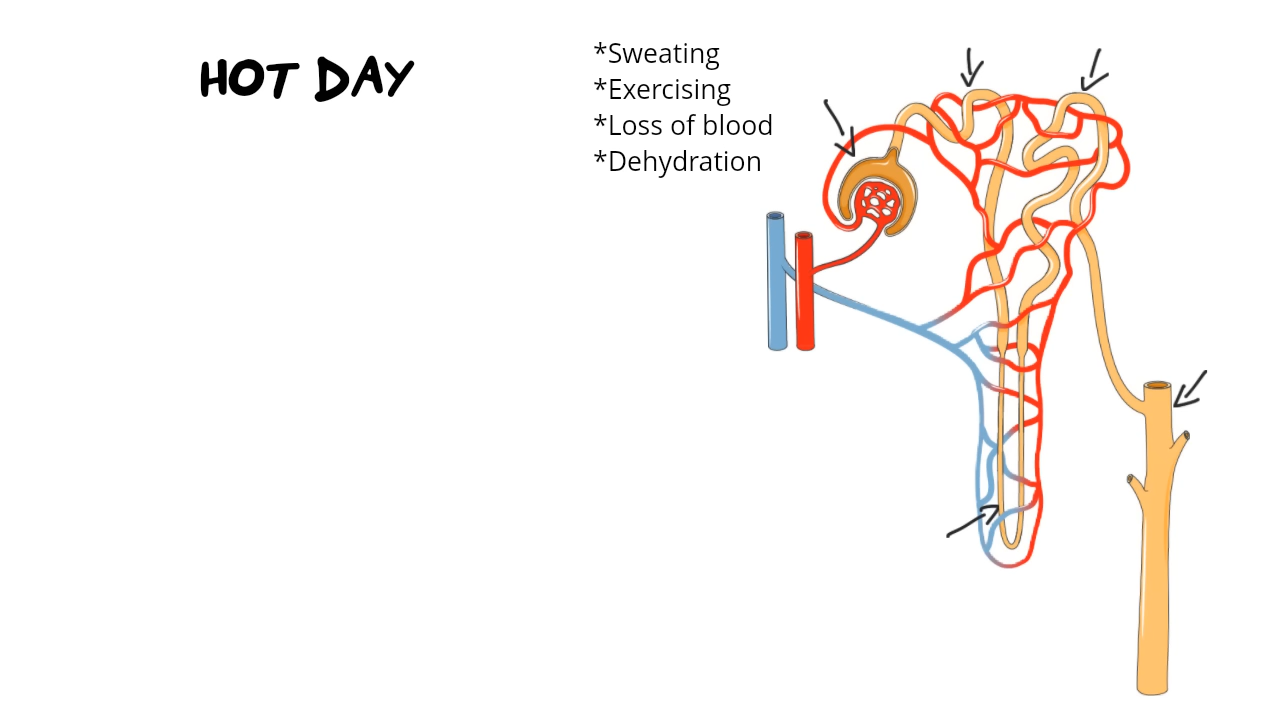 HOT DAY
*Sweating
*Exercising
*Loss of blood
*Dehydration